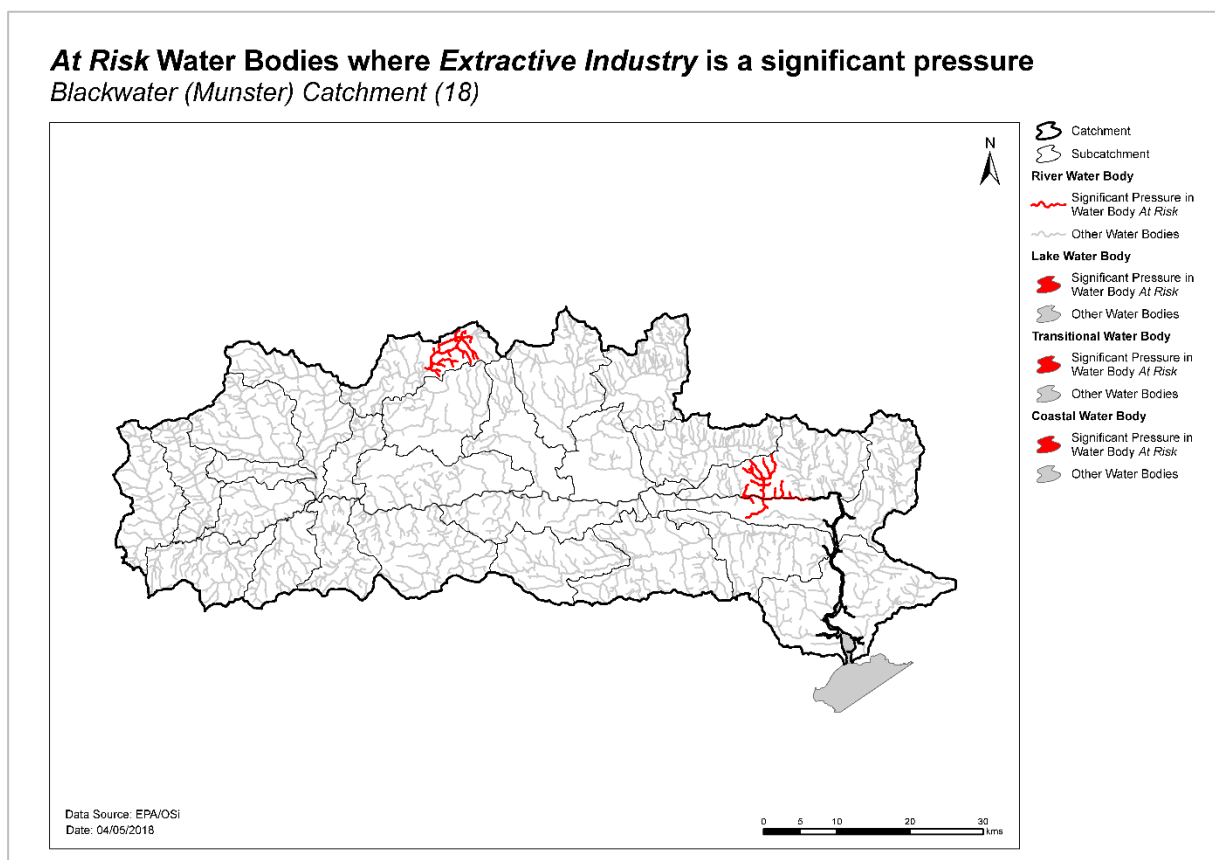 At Risk Water Bodies where Extractive Industry is a significant pressure
Blackwater (Munster) Catchment (18)
N
Catchment
Subcatchment
River Water Body
Significant Pressure in
Water Body At Risk
Other Water Bodies
Lake Water Body
Significant Pressure in
Water Body At Risk
Other Water Bodies
Transitional Water Body
Significant Pressure in
Water Body At Risk
Other Water Bodies
Coastal Water Body
Significant Pressure in
Water Body At Risk
Other Water Bodies
Data Source: EPA/OSi
Date: 04/05/2018
0 5 10 20 30
kms